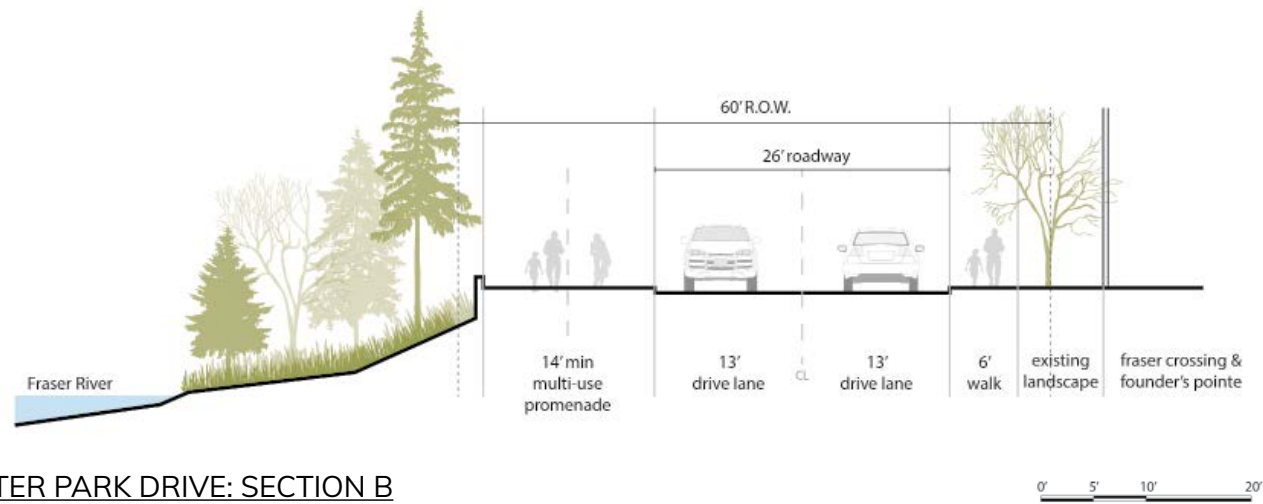 60' R.O.W.
26' roadway
Fraser River
14' min
multi-use
promenade
13'
drive lane
CL
13'
drive lane
6'
walk
existing
landscape
fraser crossing &
founder's pointe
TER PARK DRIVE: SECTION B
0' 5' 10' 20'